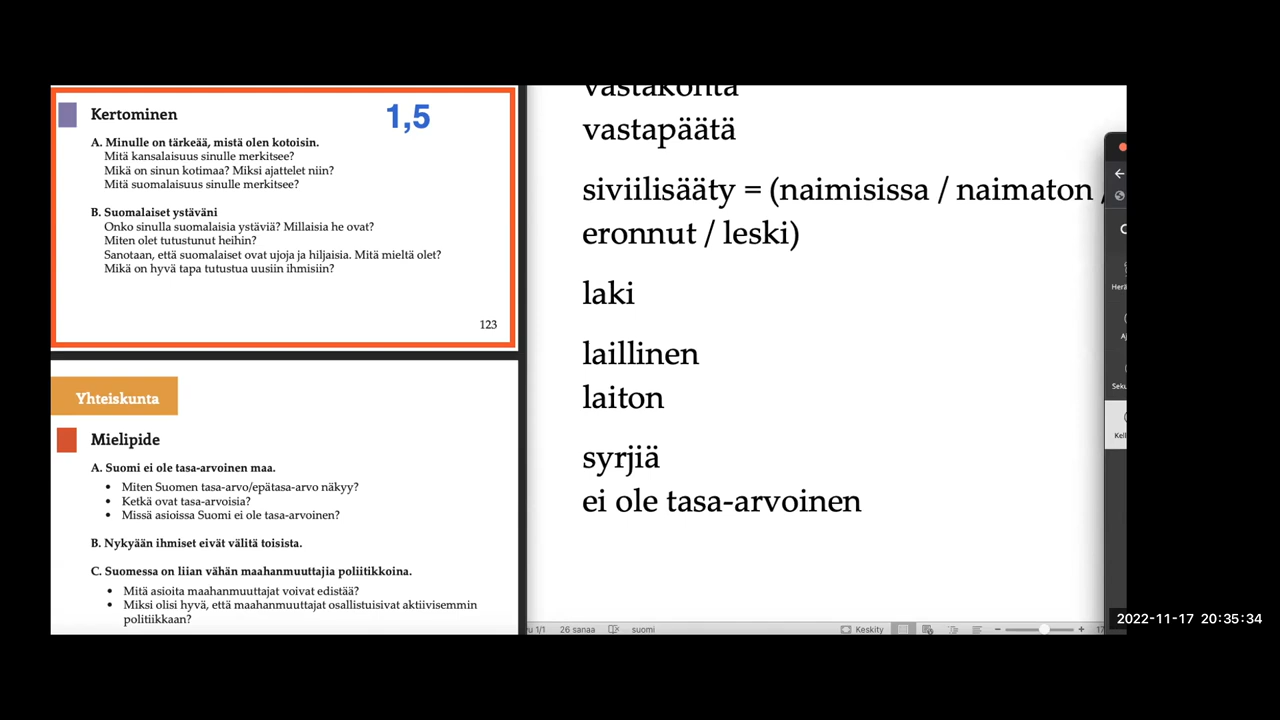 Kertominen
1,5
A. Minulle on tärkeää, mistä olen kotoisin.
Mitä kansalaisuus sinulle merkitsee?
Mikä on sinun kotimaa? Miksi ajattelet niin?
Mitä suomalaisuus sinulle merkitsee?
B. Suomalaiset ystäväni
Onko sinulla suomalaisia ystäviä? Millaisia he ovat?
Miten olet tutustunut heihin?
Sanotaan, että suomalaiset ovat ujoja ja hiljaisia. Mitä mieltä olet?
Mikä on hyvä tapa tutustua uusiin ihmisiin?
123
Yhteiskunta
Mielipide
A. Suomi ei ole tasa-arvoinen maa.
• Miten Suomen tasa-arvo/epätasa-arvo näkyy?
• Ketkä ovat tasa-arvoisia?
• Missä asioissa Suomi ei ole tasa-arvoinen?
B. Nykyään ihmiset eivät välitä toisista.
C. Suomessa on liian vähän maahanmuuttajia poliitikkoina.
• Mitä asioita maahanmuuttajat voivat edistää?
• Miksi olisi hyvä, että maahanmuuttajat osallistuisivat aktiivisemmin
politiikkaan?
vastakohta
vastapäätä
siviilisääty = (naimisissa / naimaton /
eronnut / leski)
laki
laillinen
laiton
syrjiä
ei ole tasa-arvoinen
1/1 26 sanaa suomi Keskity
2022-11-17 20:35:34